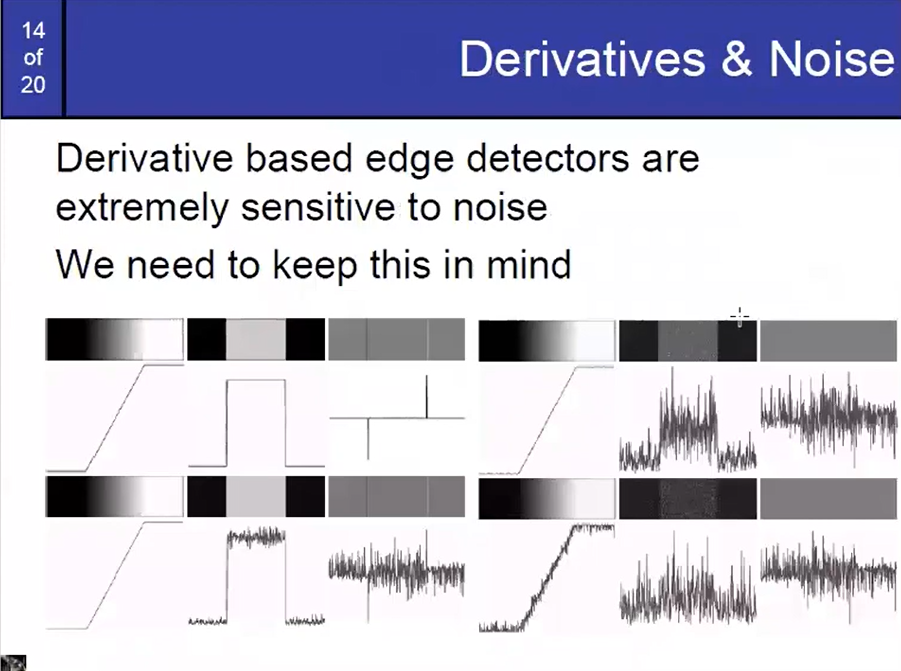 14
of
20
Derivatives & Noise
Derivative based edge detectors are
extremely sensitive to noise
We need to keep this in mind